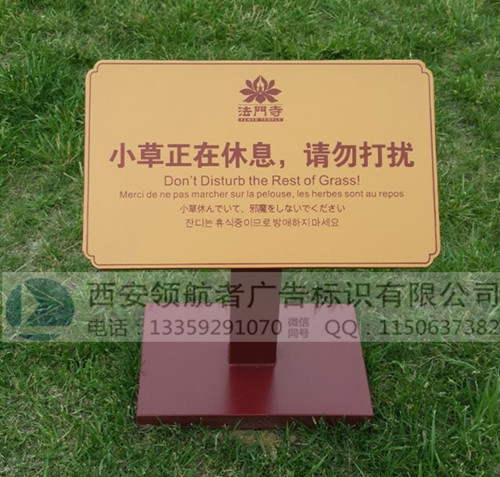 法門寺
FAMEN TEMPLE
小草正在休息，请勿打扰
Don't Disturb the Rest of Grass!
Merci de ne pas marcher sur la pelouse, les herbes sont au repos
小草休んでいて、邪魔をしないでください
잔디는 휴식중이므로 방애하지 마세요
西安领航者广告标识有限公司
电话：13359291070 微信同号 QQ：1150637382